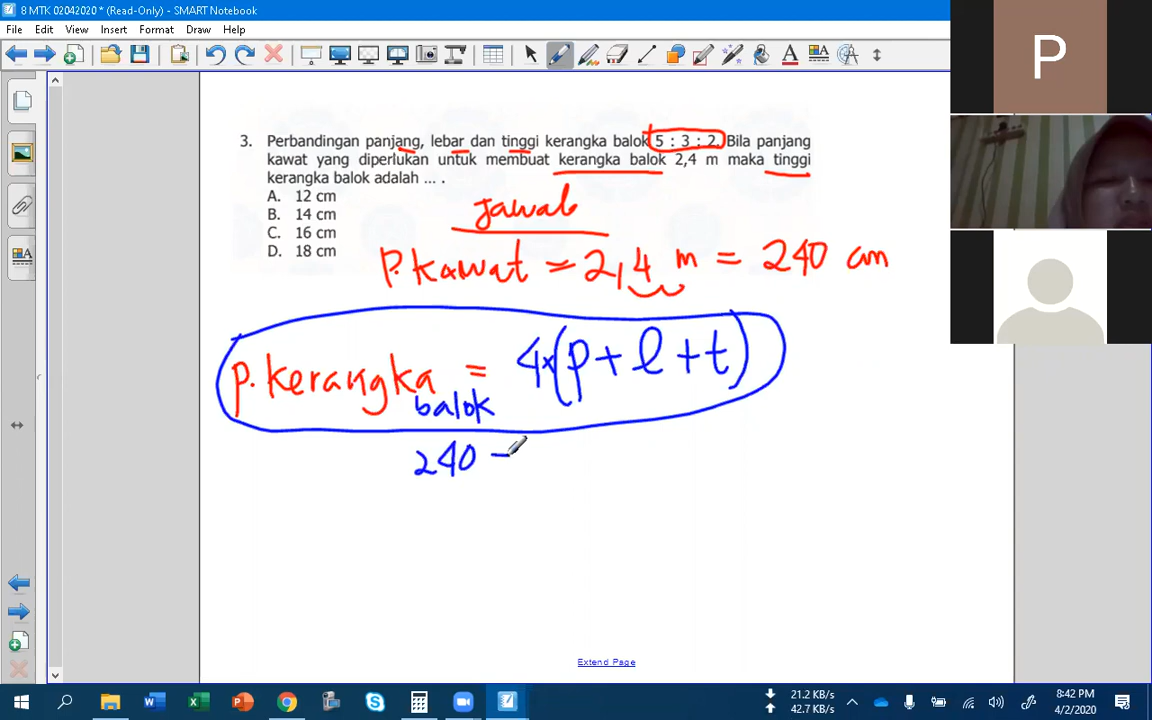 8 MTK 02042020 * (Read-Only) - SMART Notebook
File Edit View Insert Format Draw Help
P
3. Perbandingan panjang, lebar dan tinggi kerangka balok 5 : 3 : 2. Bila panjang
kawat yang diperlukan untuk membuat kerangka balok 2,4 m maka tinggi
kerangka balok adalah ... .
A. 12 cm
B. 14 cm
C. 16 cm
D. 18 cm
Jawab
P.kawat = 2,4 m = 240 cm
p.kerangka balok = 4×(p+l+t)
240 -
Extend Page
21.2 KB/s
42.7 KB/s
8:42 PM
4/2/2020